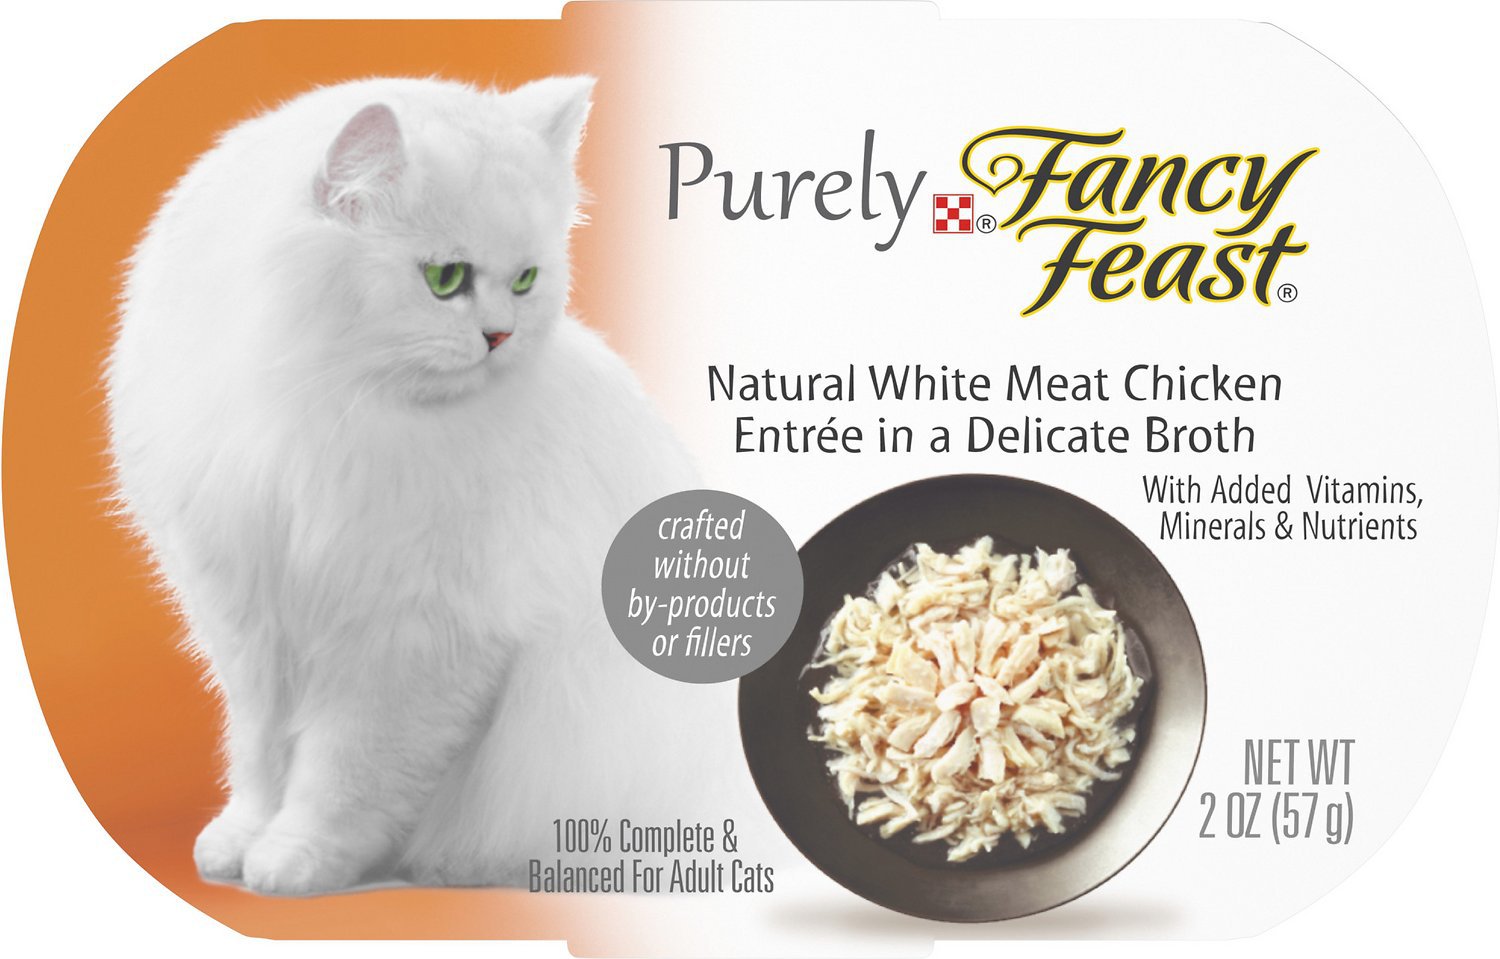 Purely ® Fancy
Feast®
Natural White Meat Chicken
Entrée in a Delicate Broth
With Added Vitamins,
Minerals & Nutrients
crafted
without
by-products
or fillers
NET WT
2 OZ (57 g)
100% Complete &
Balanced For Adult Cats